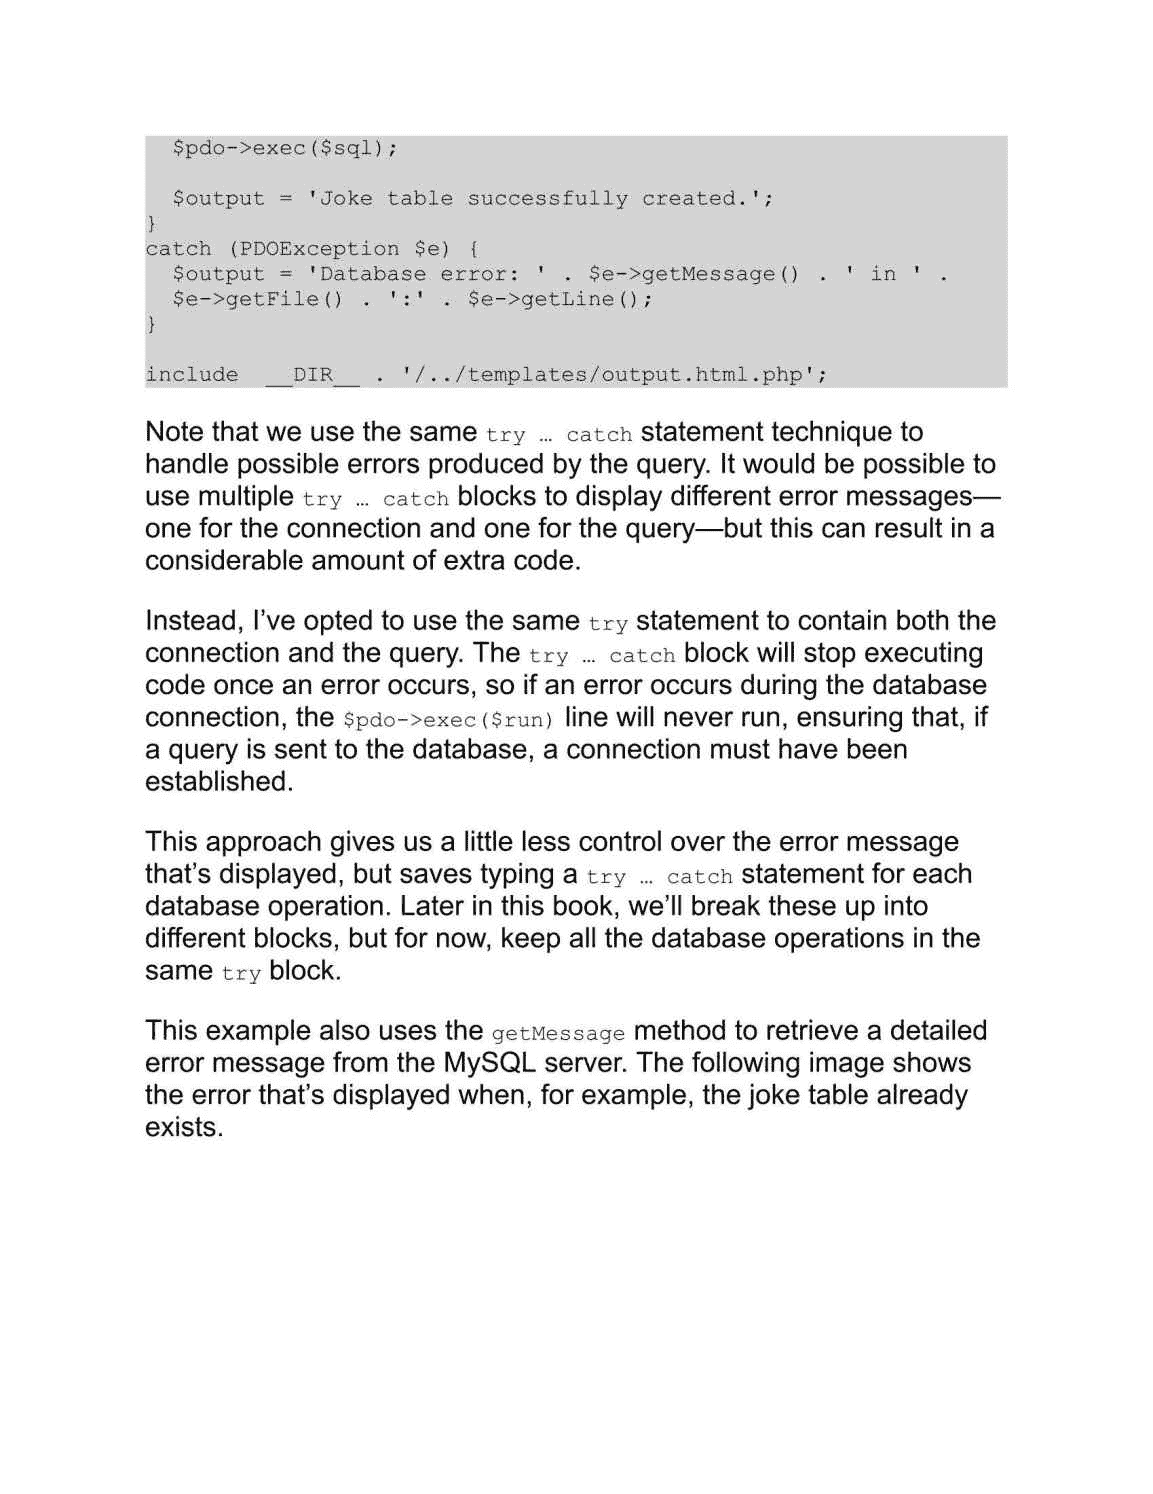 $pdo->exec($sql);
$output = 'Joke table successfully created.';
}
catch (PDOException $e) {
$output = 'Database error: ' . $e->getMessage() . ' in ' .
$e->getFile() . ':' . $e->getLine();
}
include __DIR__ . '/../templates/output.html.php';
Note that we use the same try … catch statement technique to
handle possible errors produced by the query. It would be possible to
use multiple try … catch blocks to display different error messages—
one for the connection and one for the query—but this can result in a
considerable amount of extra code.
Instead, I’ve opted to use the same try statement to contain both the
connection and the query. The try … catch block will stop executing
code once an error occurs, so if an error occurs during the database
connection, the $pdo->exec($run) line will never run, ensuring that, if
a query is sent to the database, a connection must have been
established.
This approach gives us a little less control over the error message
that’s displayed, but saves typing a try … catch statement for each
database operation. Later in this book, we’ll break these up into
different blocks, but for now, keep all the database operations in the
same try block.
This example also uses the getMessage method to retrieve a detailed
error message from the MySQL server. The following image shows
the error that’s displayed when, for example, the joke table already
exists.